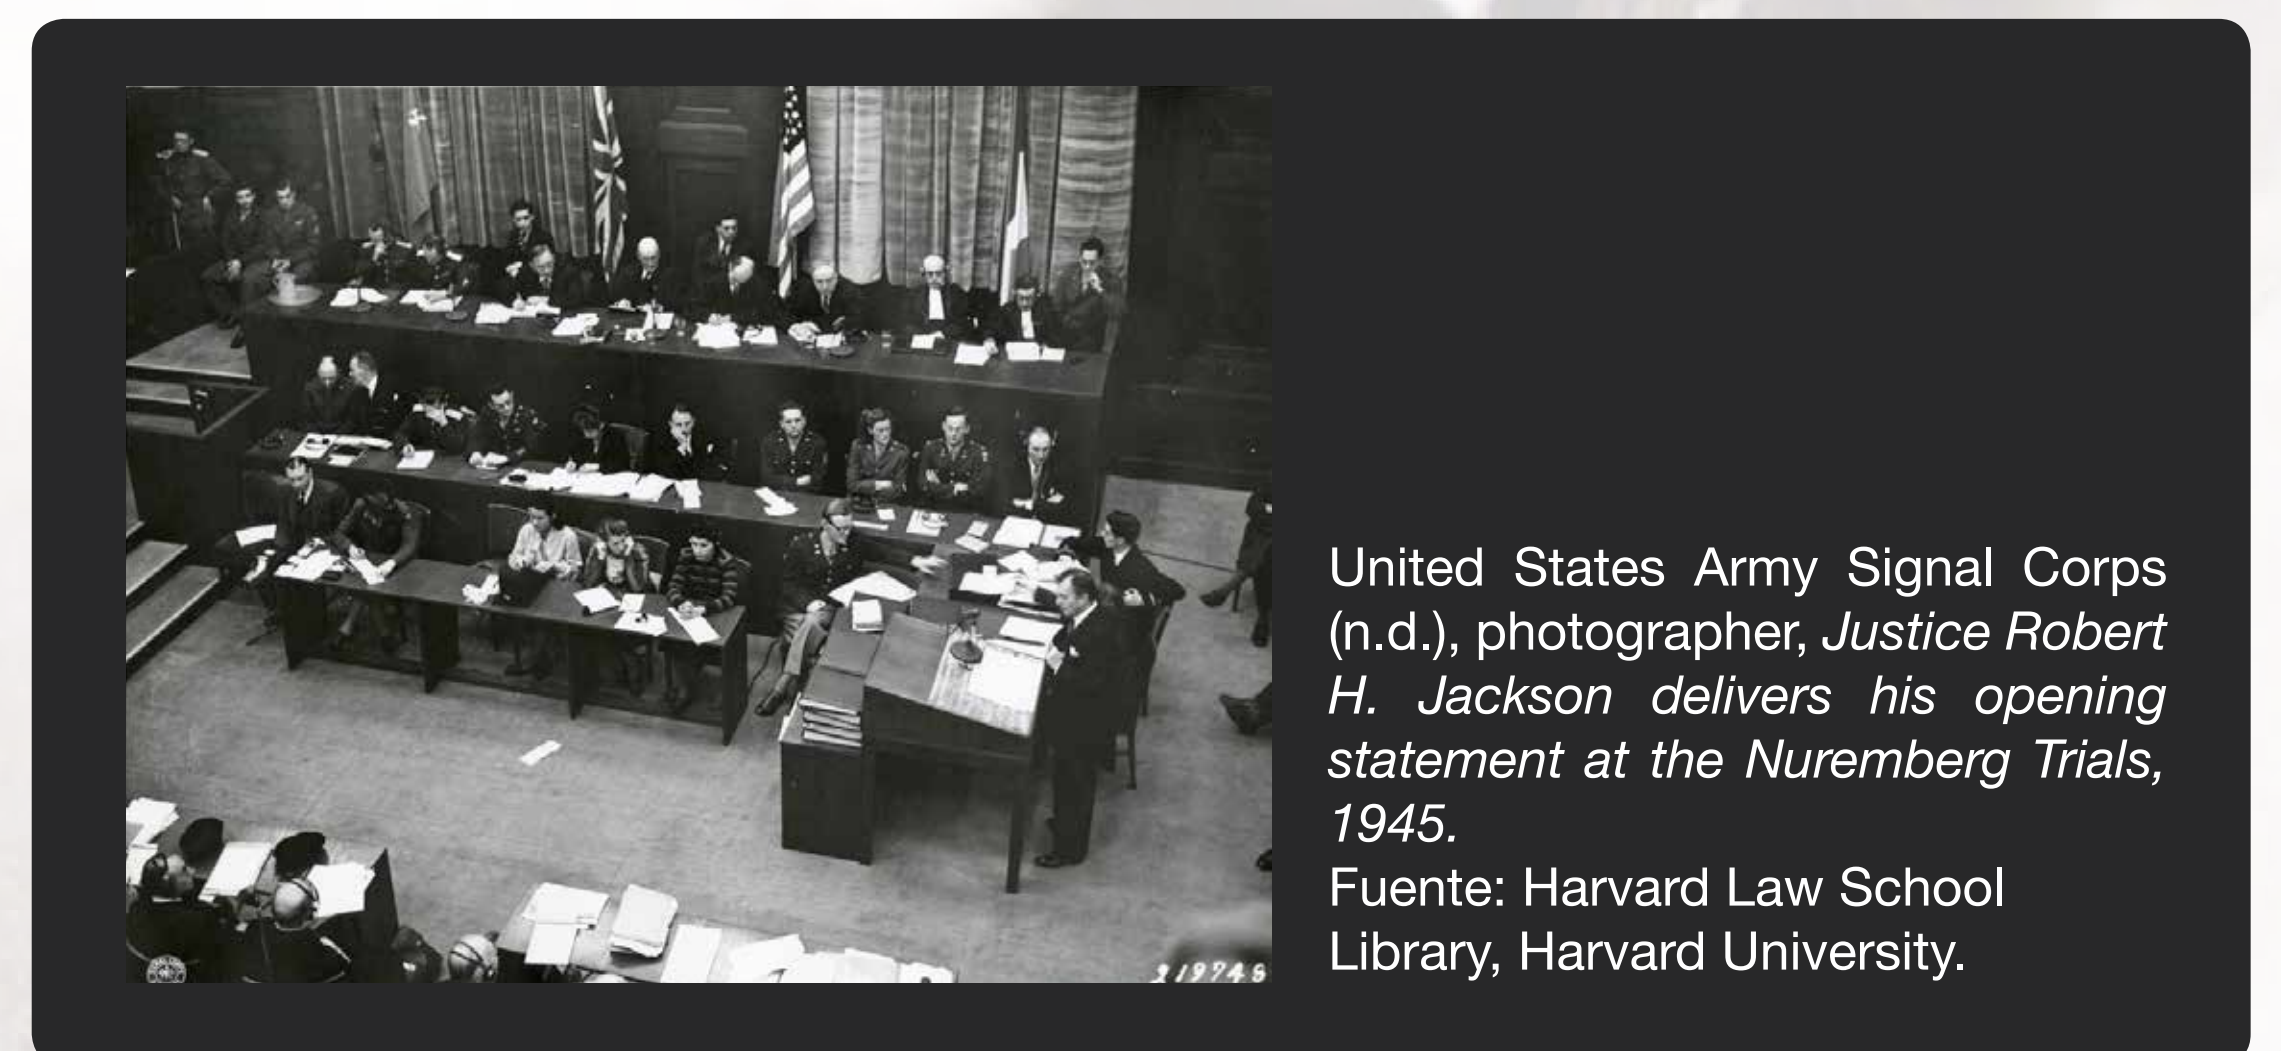 United States Army Signal Corps
(n.d.), photographer, Justice Robert
H. Jackson delivers his opening
statement at the Nuremberg Trials,
1945.
Fuente: Harvard Law School
Library, Harvard University.
219748